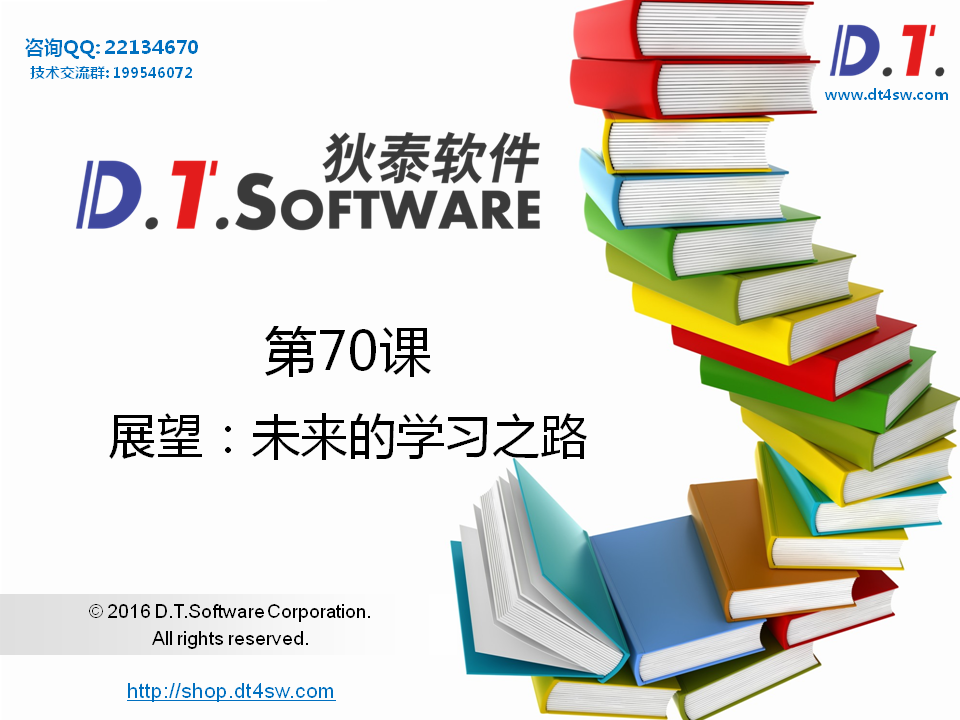 咨询QQ: 22134670
技术交流群: 199546072
D.T.
www.dt4sw.com
狄泰软件
D.T.SOFTWARE
第70课
展望：未来的学习之路
© 2016 D.T.Software Corporation.
All rights reserved.
http://shop.dt4sw.com